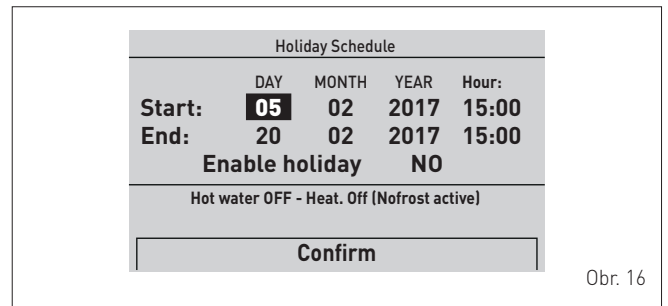 Holiday Schedule
DAY MONTH YEAR Hour:
Start: 05 02 2017 15:00
End: 20 02 2017 15:00
Enable holiday NO
Hot water OFF - Heat. Off (Nofrost active)
Confirm
Obr. 16